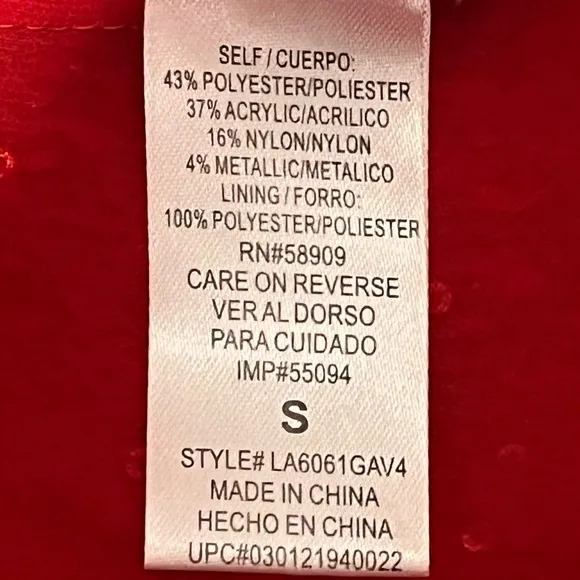 SELF/CUERPO:
43% POLYESTER/POLIESTER
37% ACRYLIC/ACRILICO
16% NYLON/NYLON
4% METALLIC/METALICO
LINING/FORRO:
100% POLYESTER/POLIESTER
RN#58909
CARE ON REVERSE
VER AL DORSO
PARA CUIDADO
IMP#55094
S
STYLE# LA6061GAV4
MADE IN CHINA
HECHO EN CHINA
UPC#030121940022